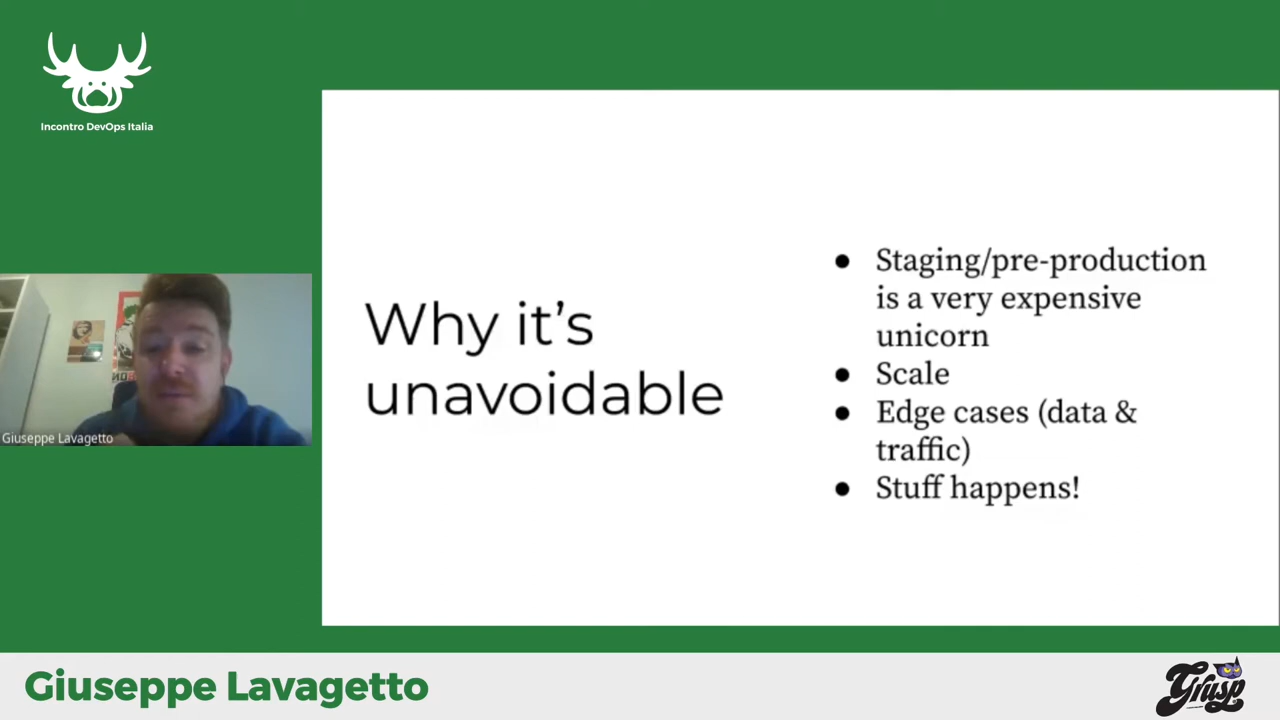 Incontro DevOps Italia
Why it’s
unavoidable
● Staging/pre-production
is a very expensive
unicorn
● Scale
● Edge cases (data &
traffic)
● Stuff happens!
Giuseppe Lavagetto
Giuseppe Lavagetto
Grusp